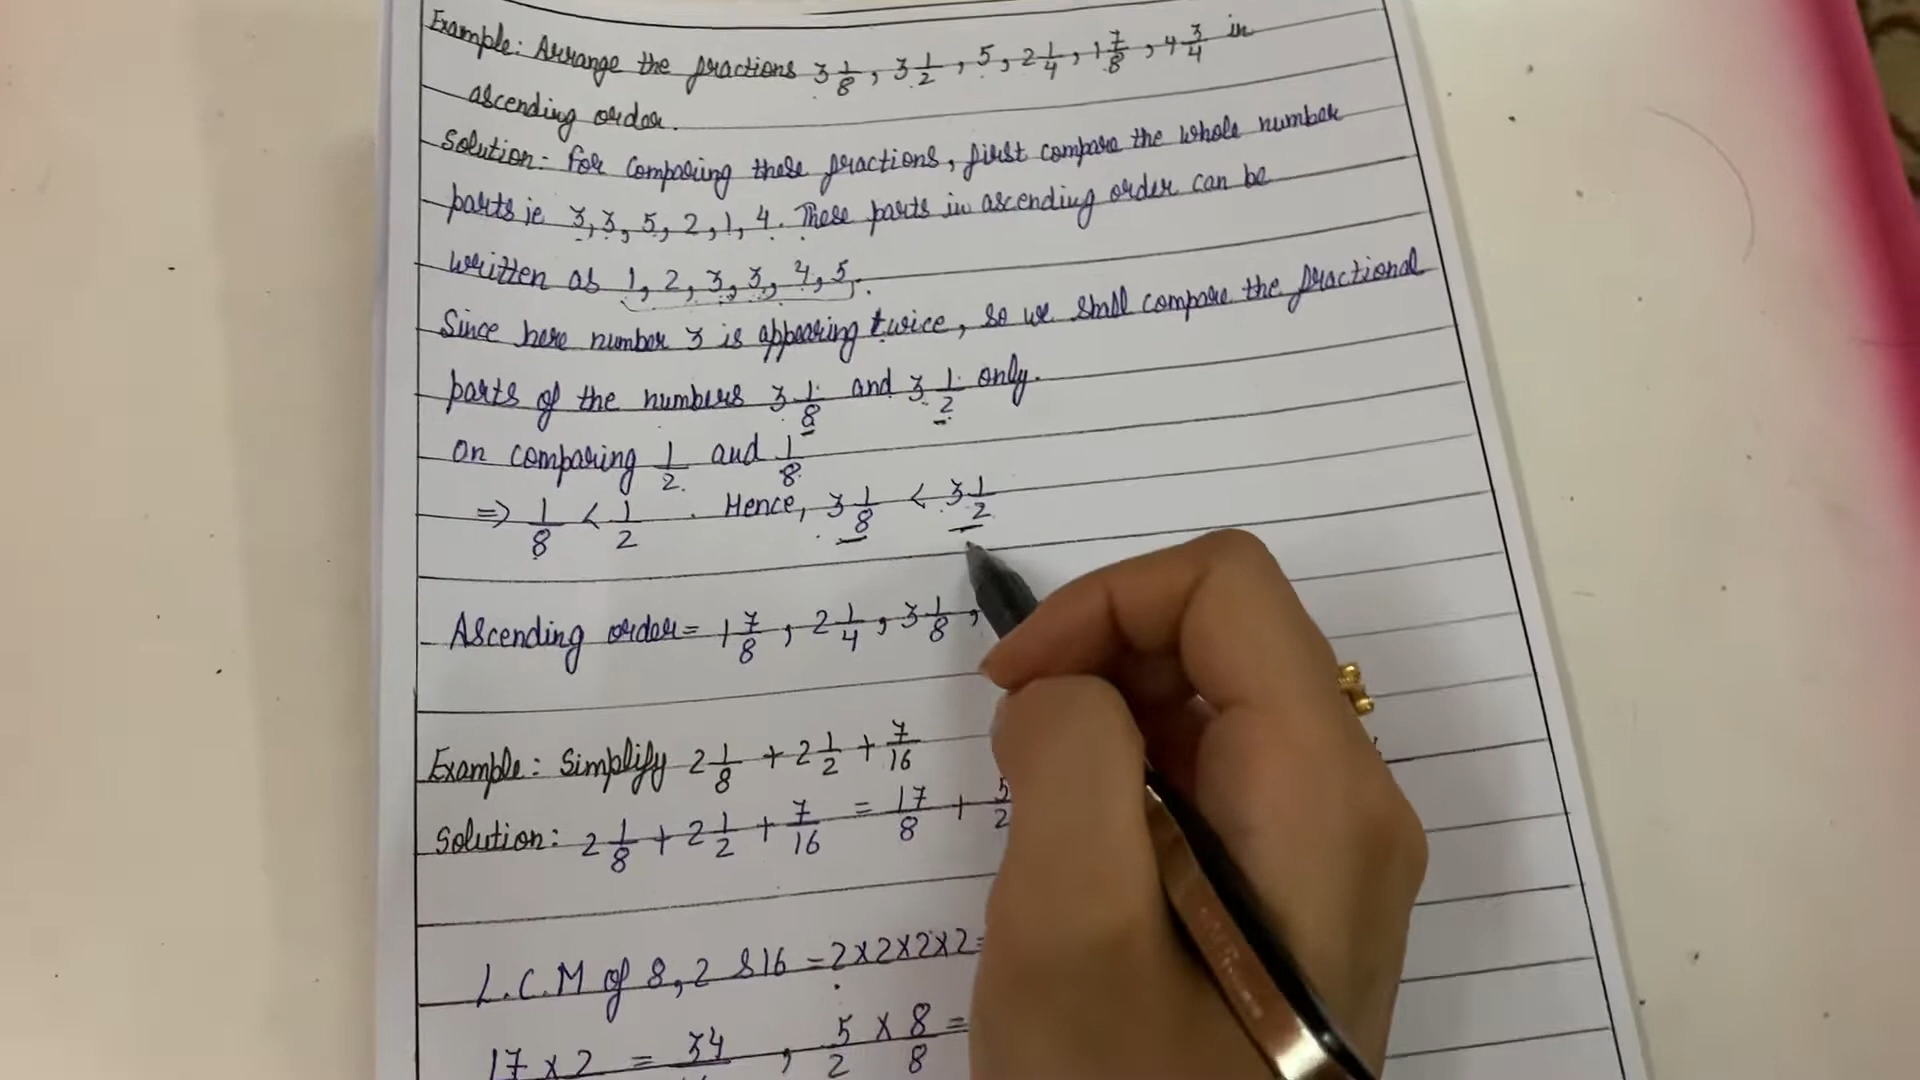 Example: Arrange the fractions 3 1/8, 3 1/2, 5, 2 1/4, 1 7/8, 4 3/4 in
ascending order.
Solution:- For comparing these fractions, first compare the whole number
parts ie 3, 3, 5, 2, 1, 4. These parts in ascending order can be
written as 1, 2, 3, 3, 4, 5.
Since here number 3 is appearing twice, so we shall compare the fractional
parts of the numbers 3 1/8 and 3 1/2 only.
On comparing 1/2 and 1/8
⇒ 1/8 < 1/2 . Hence, 3 1/8 < 3 1/2
Ascending order = 1 7/8, 2 1/4, 3 1/8,
Example: Simplify 2 1/8 + 2 1/2 + 7/16
Solution: 2 1/8 + 2 1/2 + 7/16 = 17/8 + 5/2
L.C.M of 8, 2 & 16 = 2×2×2×2=
17 × 2 = 34 , 5/2 × 8/8 =